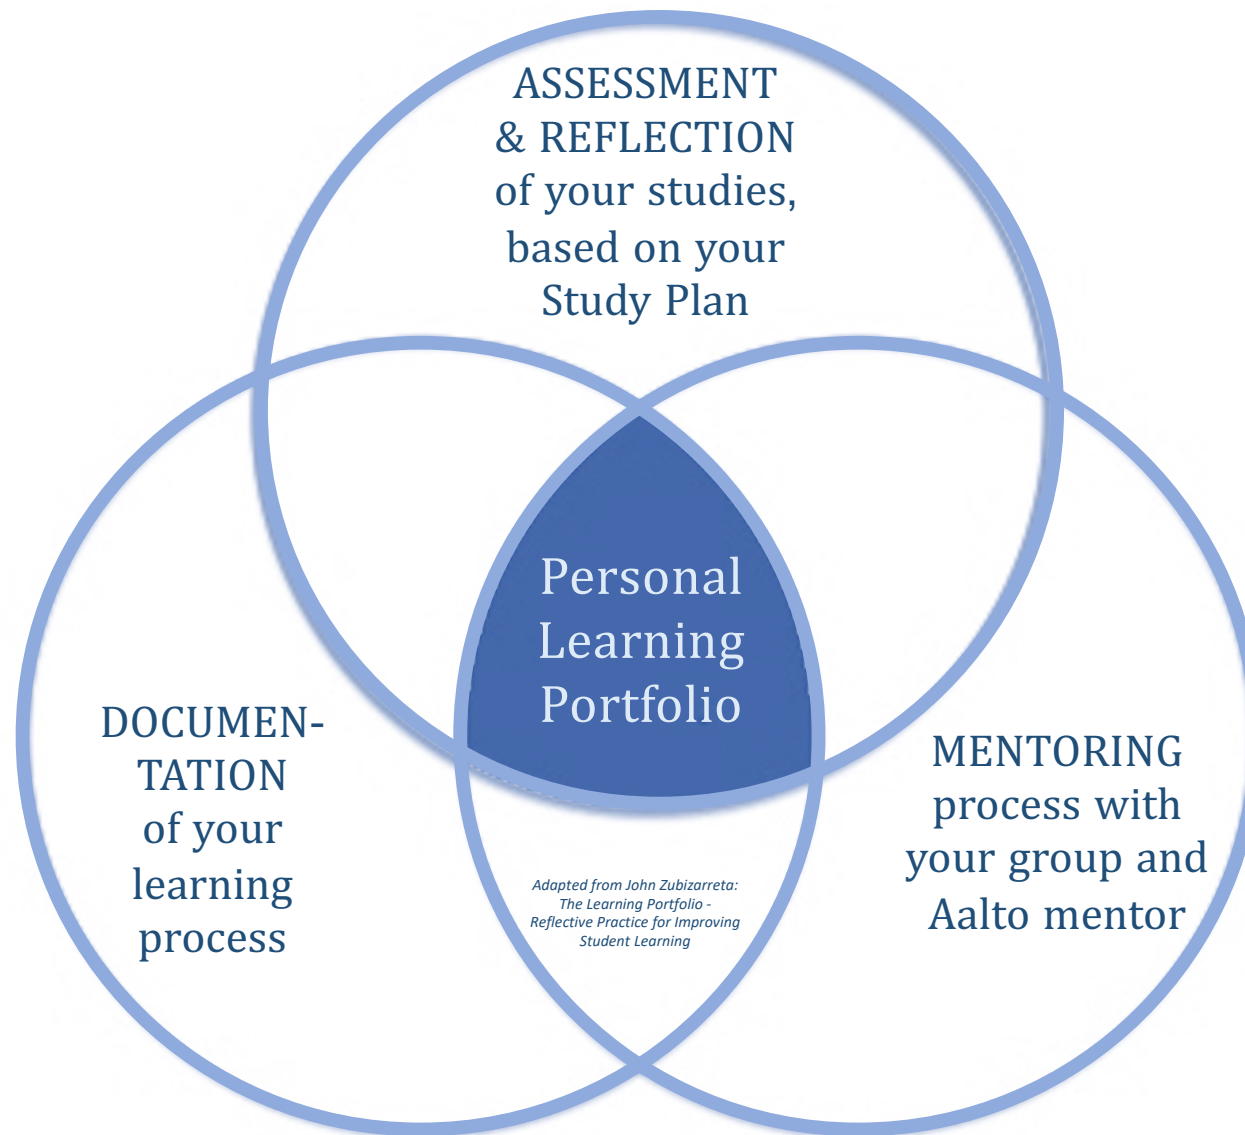 ASSESSMENT
& REFLECTION
of your studies,
based on your
Study Plan
Personal
Learning
Portfolio
DOCUMEN-
TATION
of your
learning
process
MENTORING
process with
your group and
Aalto mentor
Adapted from John Zubizarreta:
The Learning Portfolio -
Reflective Practice for Improving
Student Learning